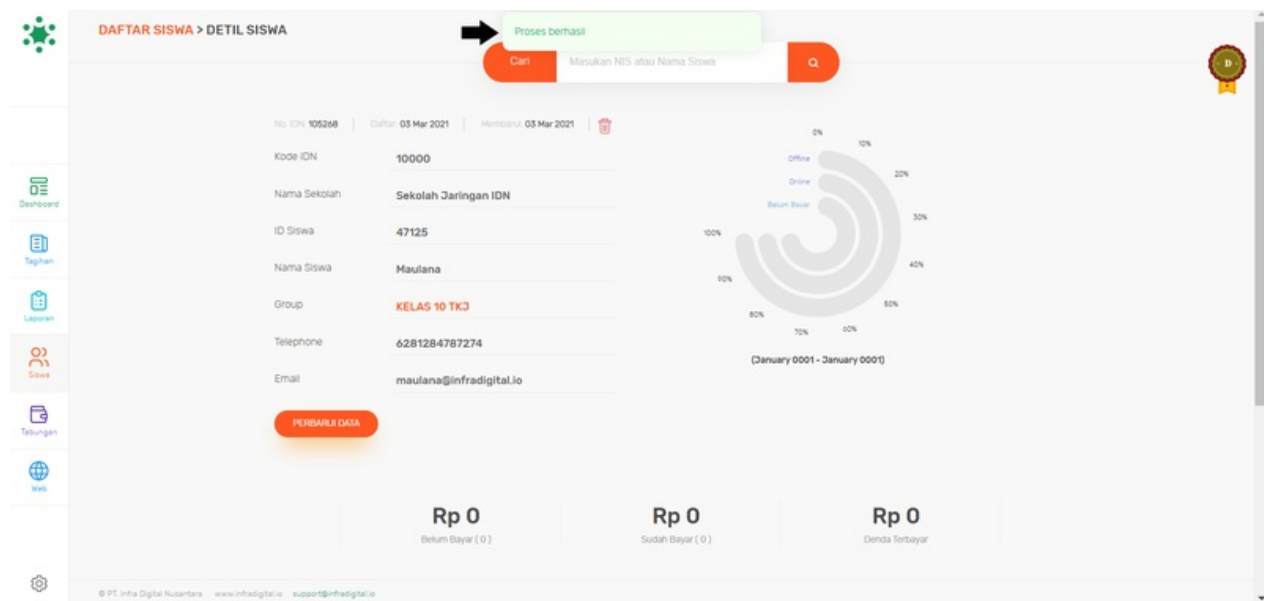 DAFTAR SISWA > DETIL SISWA
Proses berhasil
Cari
Masukan NIS atau Nama Siswa
D
No. IDN: 105268
Daftar: 03 Mar 2021
Membarui: 03 Mar 2021
Kode IDN
10000
Nama Sekolah
Sekolah Jaringan IDN
ID Siswa
47125
Nama Siswa
Maulana
Group
KELAS 10 TKJ
Telephone
6281284787274
Email
maulana@infradigital.io
PERBARUI DATA
0%
10%
20%
30%
40%
50%
60%
70%
80%
90%
100%
Offline
Online
Belum Bayar
(January 0001 - January 0001)
Dashboard
Tagihan
Laporan
Siswa
Tabungan
Web
Rp 0
Belum Bayar ( 0 )
Rp 0
Sudah Bayar ( 0 )
Rp 0
Denda Terbayar
© PT. Infra Digital Nusantara www.infradigital.io support@infradigital.io